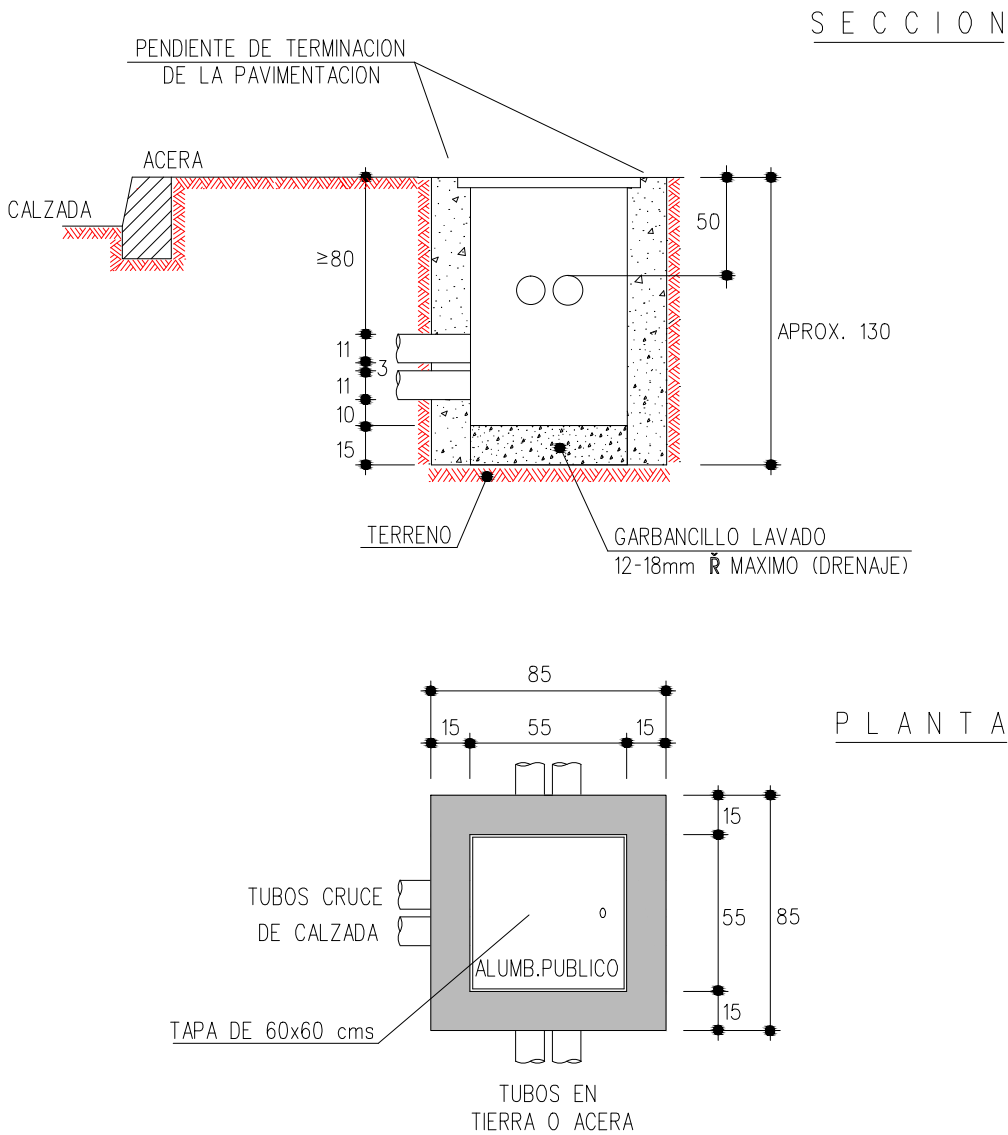 SECCION
PENDIENTE DE TERMINACION
DE LA PAVIMENTACION
ACERA
CALZADA
50
≥80
APROX. 130
11
3
11
10
15
TERRENO
GARBANCILLO LAVADO
12-18mm Ř MAXIMO (DRENAJE)
85
PLANTA
15
55
15
15
TUBOS CRUCE
DE CALZADA
55
85
ALUMB.PUBLICO
15
TAPA DE 60x60 cms
TUBOS EN
TIERRA O ACERA